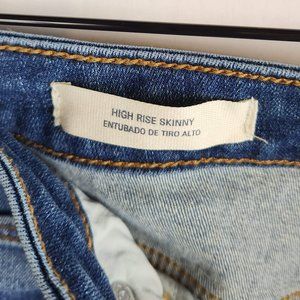 HIGH RISE SKINNY
ENTUBADO DE TIRO ALTO